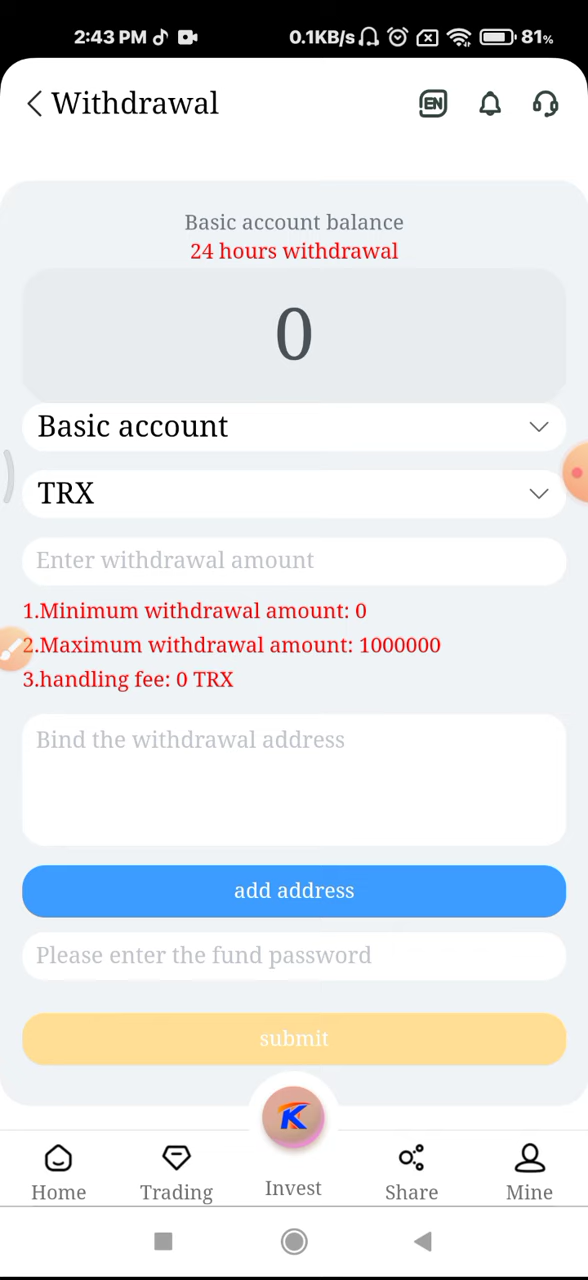 2:43 PM 0.1KB/s 81%
Withdrawal EN
Basic account balance
24 hours withdrawal
0
Basic account
TRX
Enter withdrawal amount
1.Minimum withdrawal amount: 0
2.Maximum withdrawal amount: 1000000
3.handling fee: 0 TRX
Bind the withdrawal address
add address
Please enter the fund password
submit
K
Home Trading Invest Share Mine